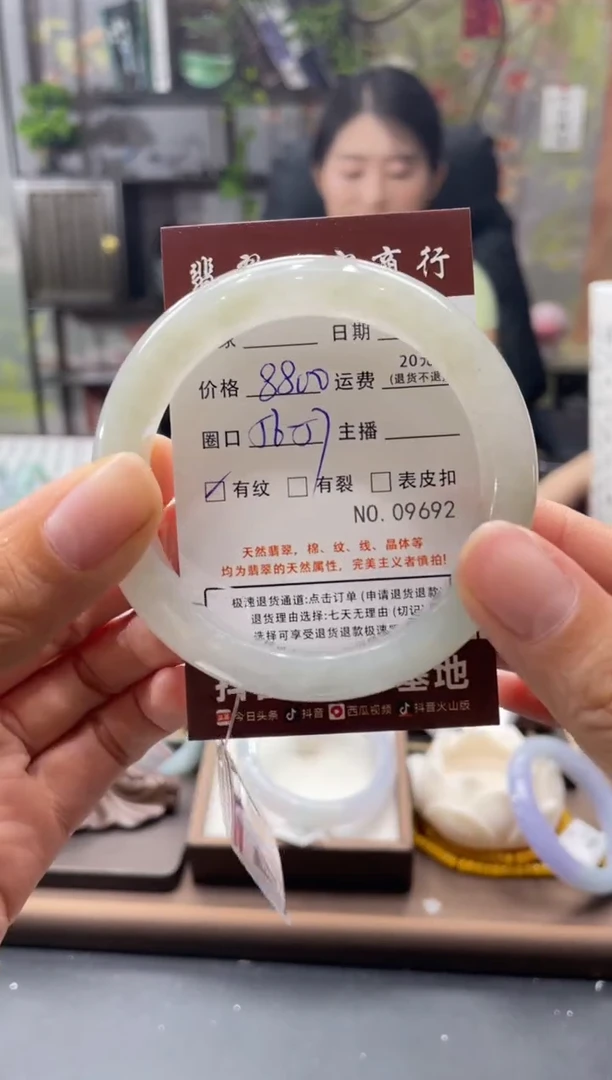 翡 商行
日期
价格 8800 运费 20元
(退货不退
圈口 主播
有纹 有裂 表皮扣
NO. 09692
天然翡翠，棉、纹、线、晶体等
均为翡翠的天然属性，完美主义者慎拍!
极速退货通道:点击订单 (申请退货退款
退货理由选择:七天无理由 (切记)
选择可享受退货退款极速
抖 基地
今日头条 抖音 西瓜视频 抖音火山版